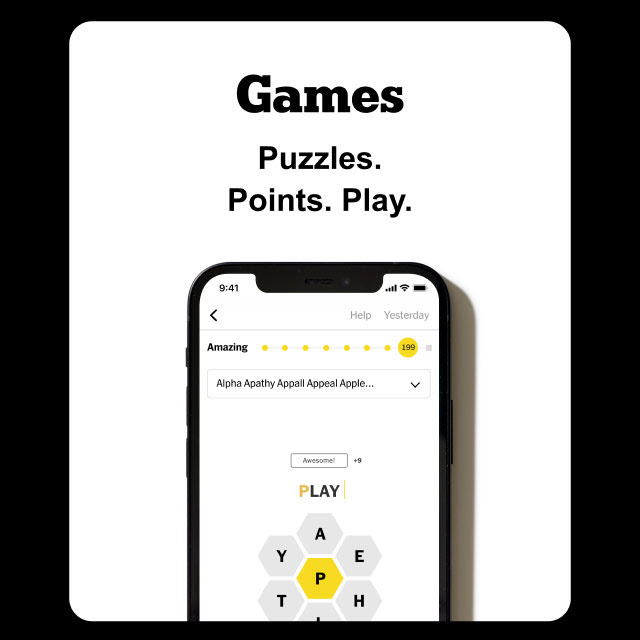 Games
Puzzles.
Points. Play.
9:41
Help Yesterday
Amazing 199
Alpha Apathy Appall Appeal Apple...
Awesome! +9
PLAY
A
Y E
P
T H